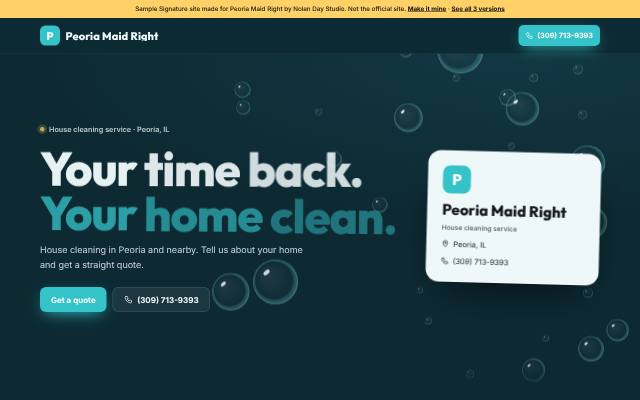 Sample Signature site made for Peoria Maid Right by Nolan Day Studio. Not the official site. Make it mine · See all 3 versions
P Peoria Maid Right
(309) 713-9393
House cleaning service · Peoria, IL
Your time back.
Your home clean.
House cleaning in Peoria and nearby. Tell us about your home
and get a straight quote.
Get a quote
(309) 713-9393
P
Peoria Maid Right
House cleaning service
Peoria, IL
(309) 713-9393